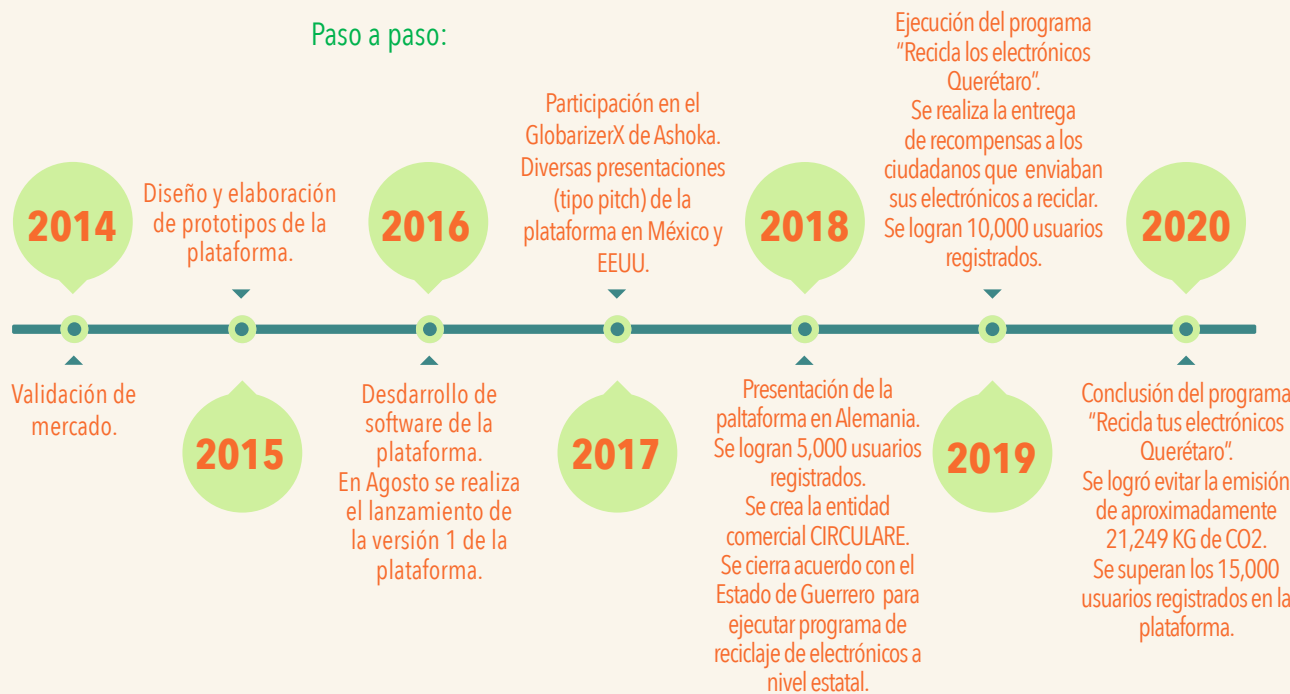 Paso a paso:
2014
Validación de
mercado.
Diseño y elaboración
de prototipos de la
plataforma.
2015
2016
Desdarrollo de
software de la
plataforma.
En Agosto se realiza
el lanzamiento de
la versión 1 de la
plataforma.
Participación en el
GlobarizerX de Ashoka.
Diversas presentaciones
(tipo pitch) de la
plataforma en México y
EEUU.
2017
2018
Presentación de la
paltaforma en Alemania.
Se logran 5,000 usuarios
registrados.
Se crea la entidad
comercial CIRCULARE.
Se cierra acuerdo con el
Estado de Guerrero para
ejecutar programa de
reciclaje de electrónicos a
nivel estatal.
Ejecución del programa
"Recicla los electrónicos
Querétaro".
Se realiza la entrega
de recompensas a los
ciudadanos que enviaban
sus electrónicos a reciclar.
Se logran 10,000 usuarios
registrados.
2019
2020
Conclusión del programa
"Recicla tus electrónicos
Querétaro".
Se logró evitar la emisión
de aproximadamente
21,249 KG de CO2.
Se superan los 15,000
usuarios registrados en la
plataforma.